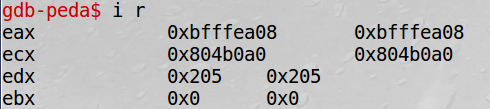 gdb-peda$ i r
eax 0xbfffea08 0xbfffea08
ecx 0x804b0a0 0x804b0a0
edx 0x205 0x205
ebx 0x0 0x0